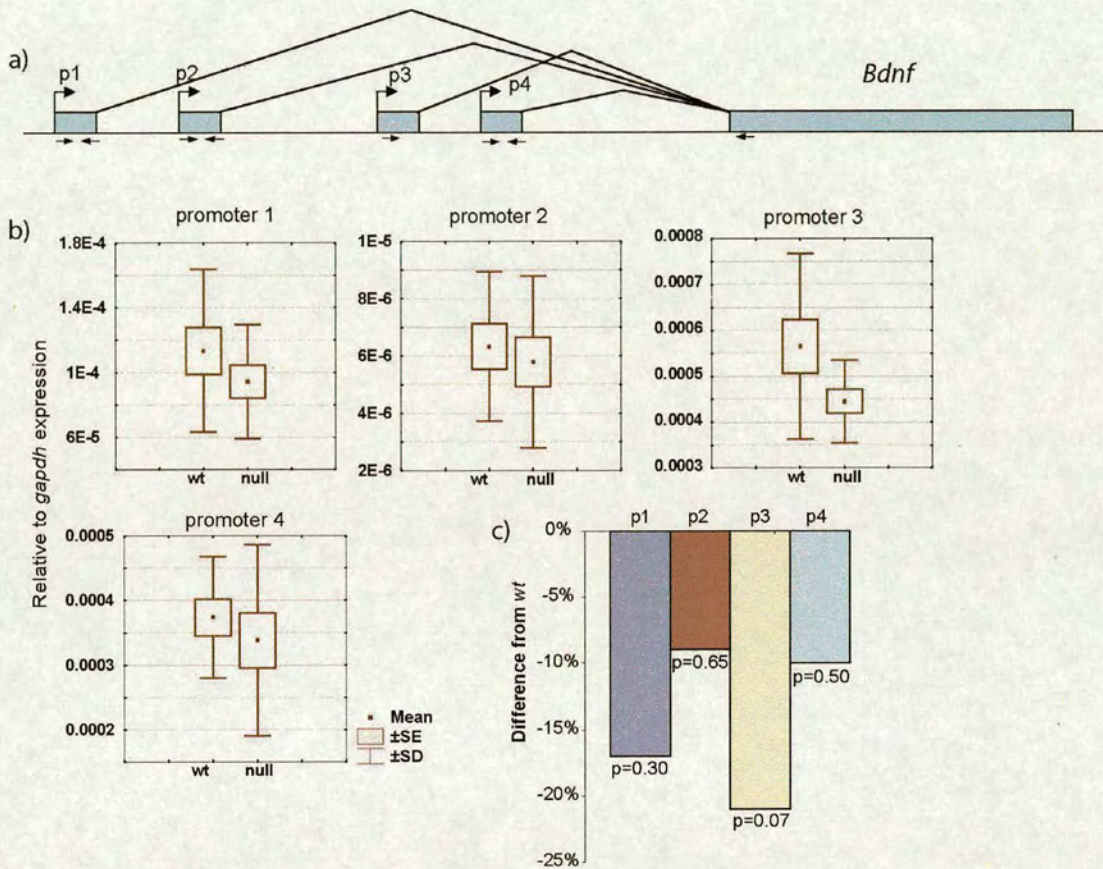 a)
p1
p2
p3
p4
Bdnf
b)
Relative to gapdh expression
promoter 1
1.8E-4
1.4E-4
1E-4
6E-5
wt
null
promoter 2
1E-5
8E-6
6E-6
4E-6
2E-6
wt
null
promoter 3
0.0008
0.0007
0.0006
0.0005
0.0004
0.0003
wt
null
promoter 4
0.0005
0.0004
0.0003
0.0002
wt
null
Mean
±SE
±SD
c)
Difference from wt
p1
p2
p3
p4
0%
-5%
-10%
-15%
-20%
-25%
p=0.30
p=0.65
p=0.07
p=0.50